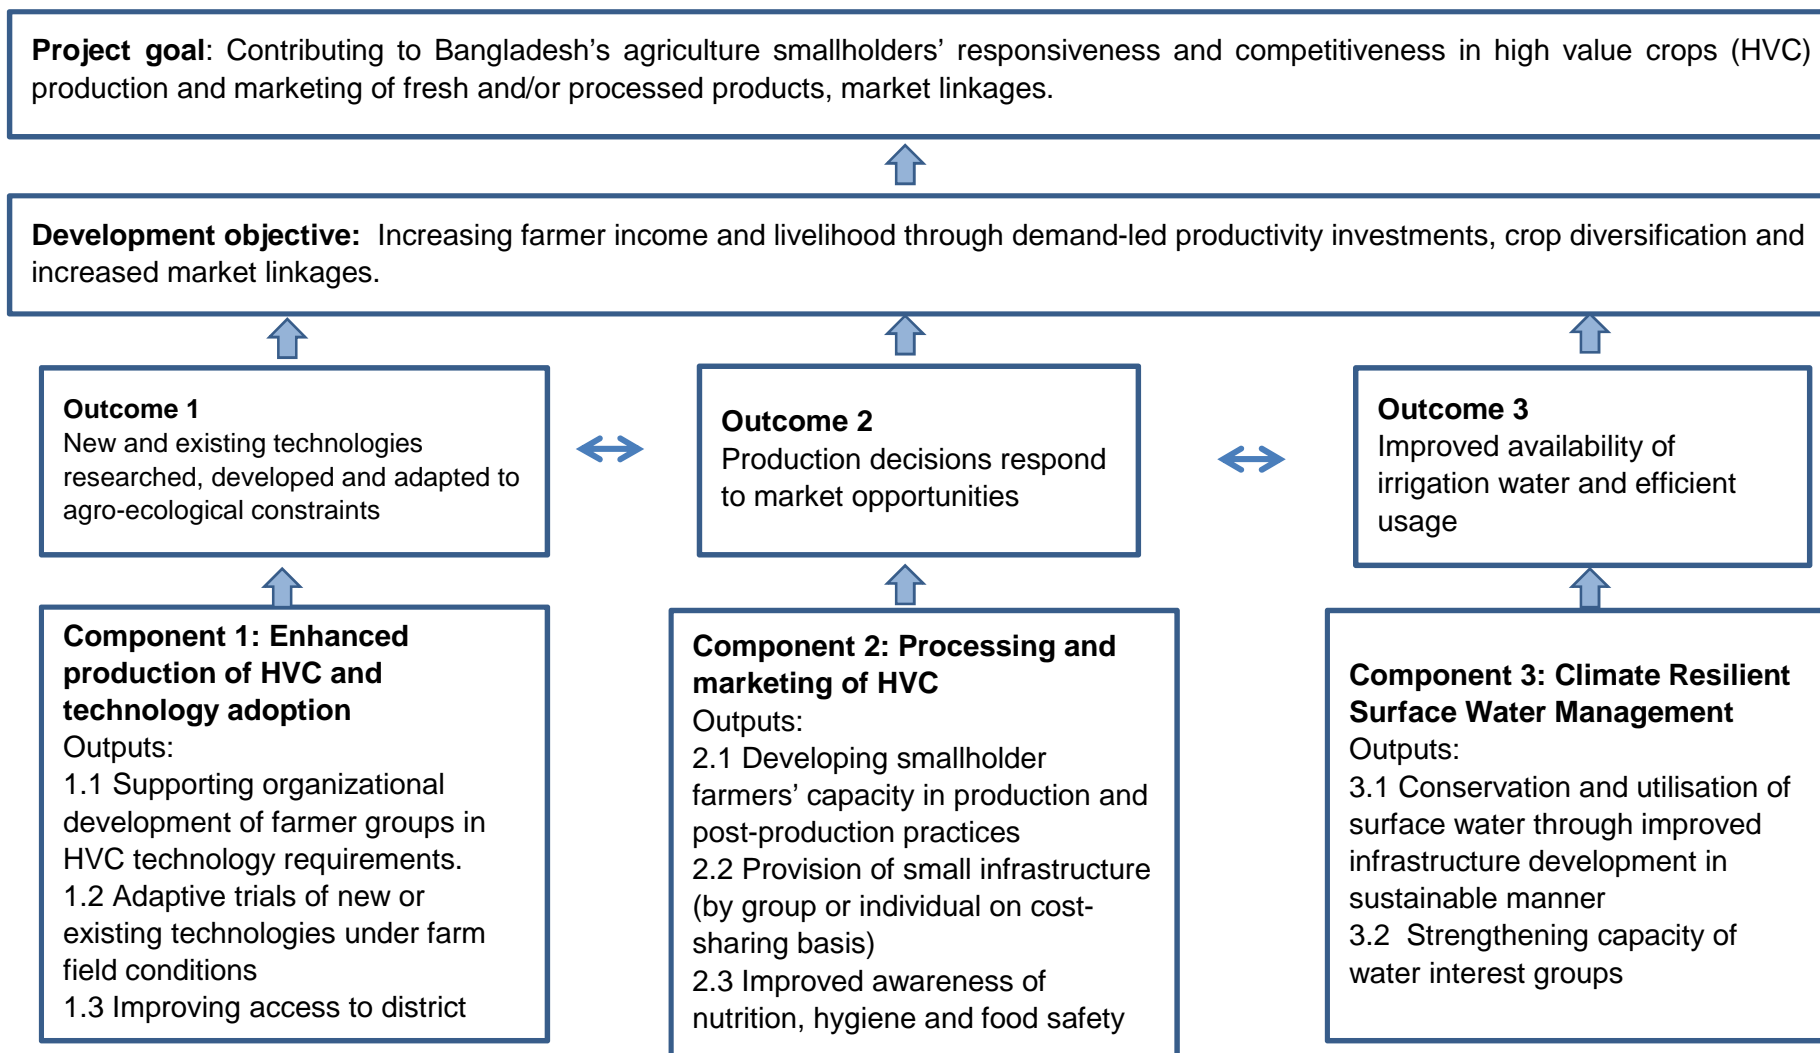 Project goal: Contributing to Bangladesh’s agriculture smallholders’ responsiveness and competitiveness in high value crops (HVC)
production and marketing of fresh and/or processed products, market linkages.
Development objective: Increasing farmer income and livelihood through demand-led productivity investments, crop diversification and
increased market linkages.
Outcome 1
New and existing technologies
researched, developed and adapted to
agro-ecological constraints
Outcome 2
Production decisions respond
to market opportunities
Outcome 3
Improved availability of
irrigation water and efficient
usage
Component 1: Enhanced
production of HVC and
technology adoption
Outputs:
1.1 Supporting organizational
development of farmer groups in
HVC technology requirements.
1.2 Adaptive trials of new or
existing technologies under farm
field conditions
1.3 Improving access to district
Component 2: Processing and
marketing of HVC
Outputs:
2.1 Developing smallholder
farmers’ capacity in production and
post-production practices
2.2 Provision of small infrastructure
(by group or individual on cost-
sharing basis)
2.3 Improved awareness of
nutrition, hygiene and food safety
Component 3: Climate Resilient
Surface Water Management
Outputs:
3.1 Conservation and utilisation of
surface water through improved
infrastructure development in
sustainable manner
3.2 Strengthening capacity of
water interest groups